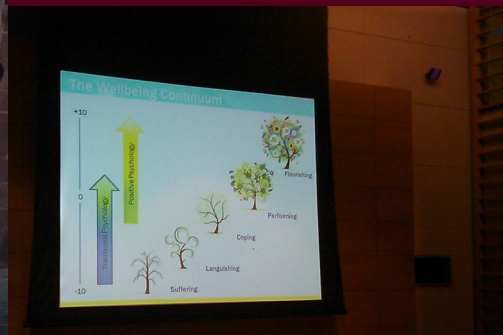 The Wellbeing Continuum
+10
0
-10
Traditional Psychology
Positive Psychology
Flourishing
Performing
Coping
Languishing
Suffering